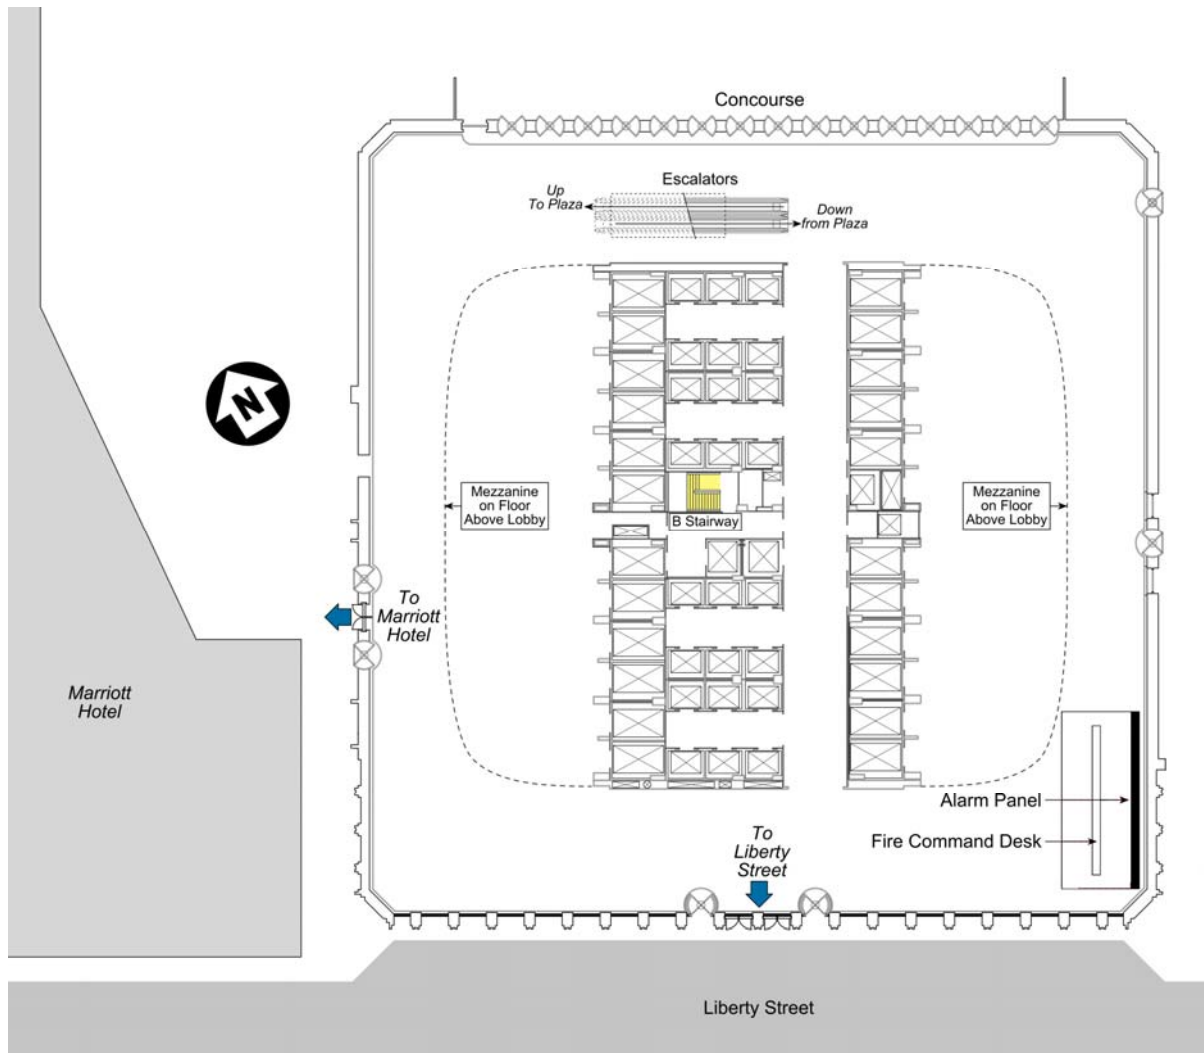 Concourse
Escalators
Up
To Plaza
Down
from Plaza
N
Mezzanine
on Floor
Above Lobby
B Stairway
Mezzanine
on Floor
Above Lobby
To
Marriott
Hotel
Marriott
Hotel
Alarm Panel
Fire Command Desk
To
Liberty
Street
Liberty Street